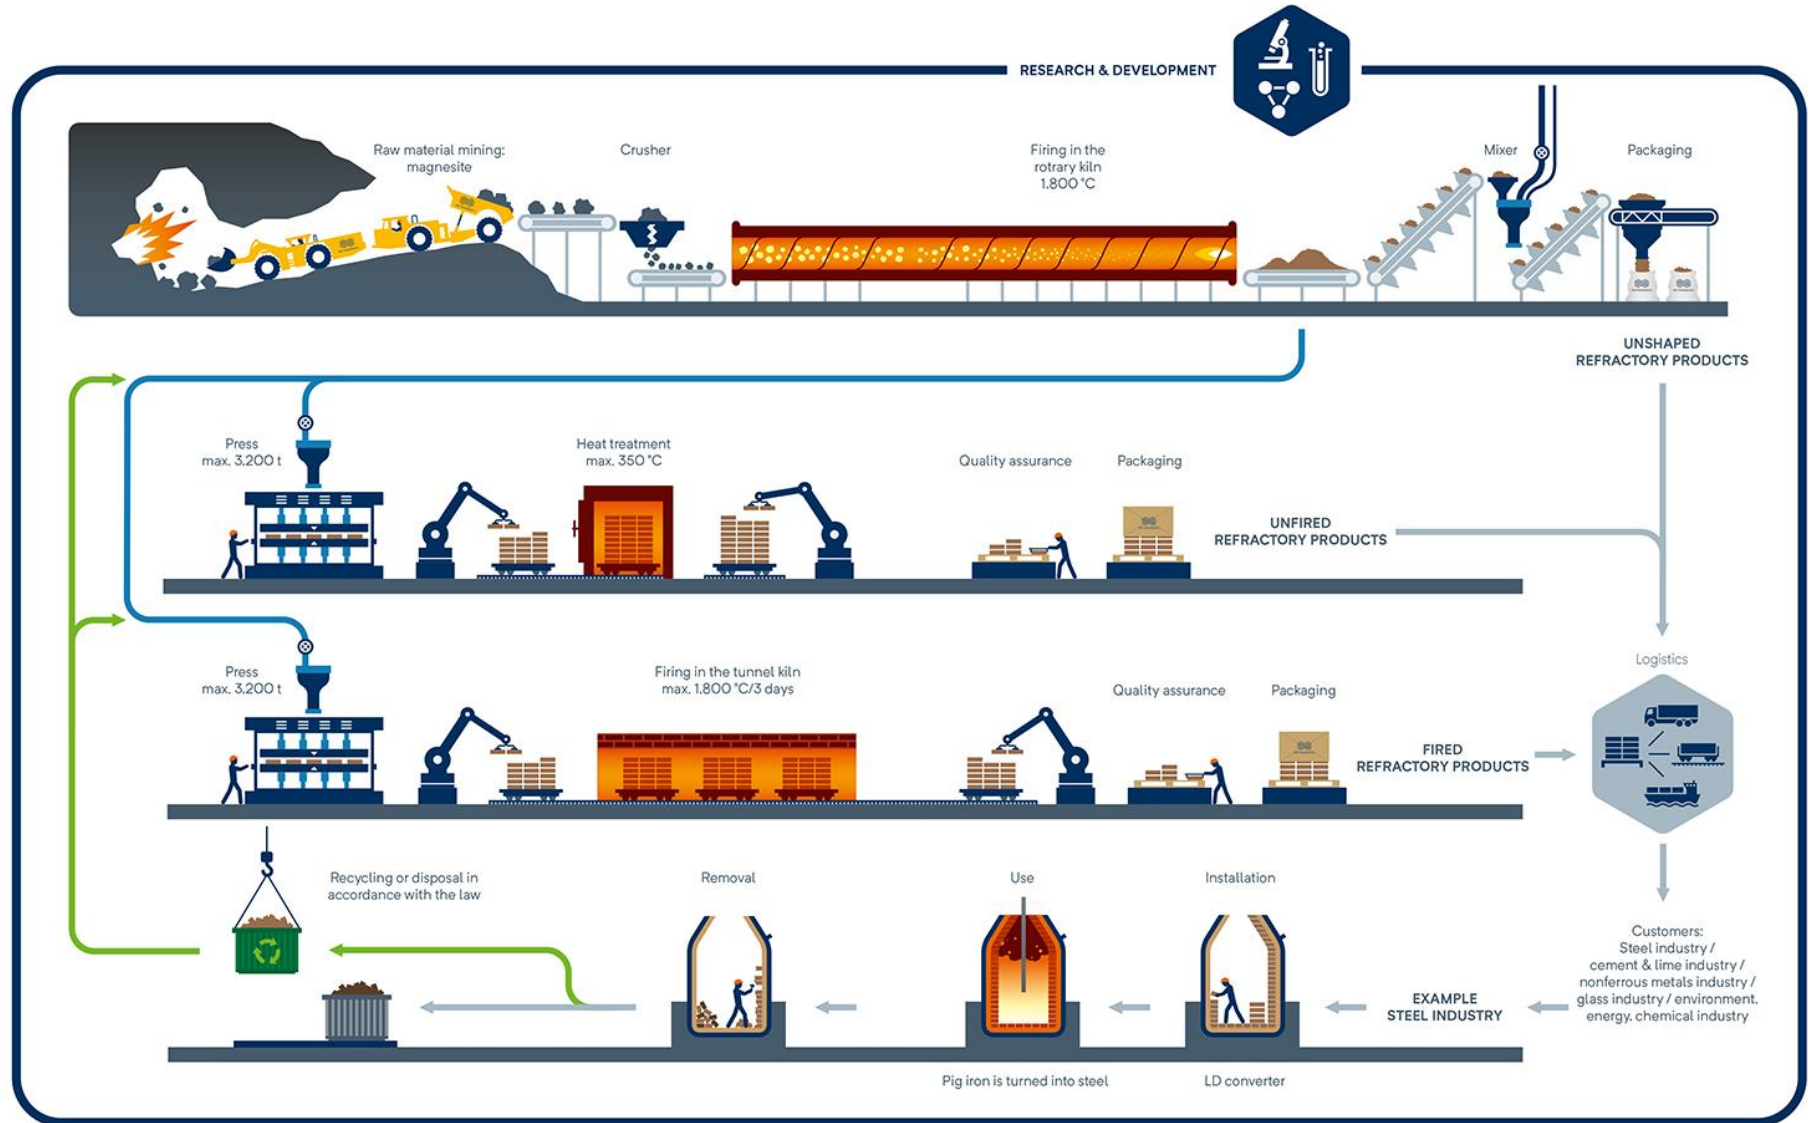 RESEARCH & DEVELOPMENT
Raw material mining:
magnesite
Crusher
Firing in the
rotrary kiln
1.800 °C
Mixer
Packaging
UNSHAPED
REFRACTORY PRODUCTS
Press
max. 3.200 t
Heat treatment
max. 350 °C
Quality assurance
Packaging
UNFIRED
REFRACTORY PRODUCTS
Press
max. 3.200 t
Firing in the tunnel kiln
max. 1.800 °C/3 days
Quality assurance
Packaging
FIRED
REFRACTORY PRODUCTS
Logistics
Recycling or disposal in
accordance with the law
Removal
Use
Installation
EXAMPLE
STEEL INDUSTRY
Customers:
Steel industry /
cement & lime industry /
nonferrous metals industry /
glass industry / environment.
energy. chemical industry
Pig iron is turned into steel
LD converter